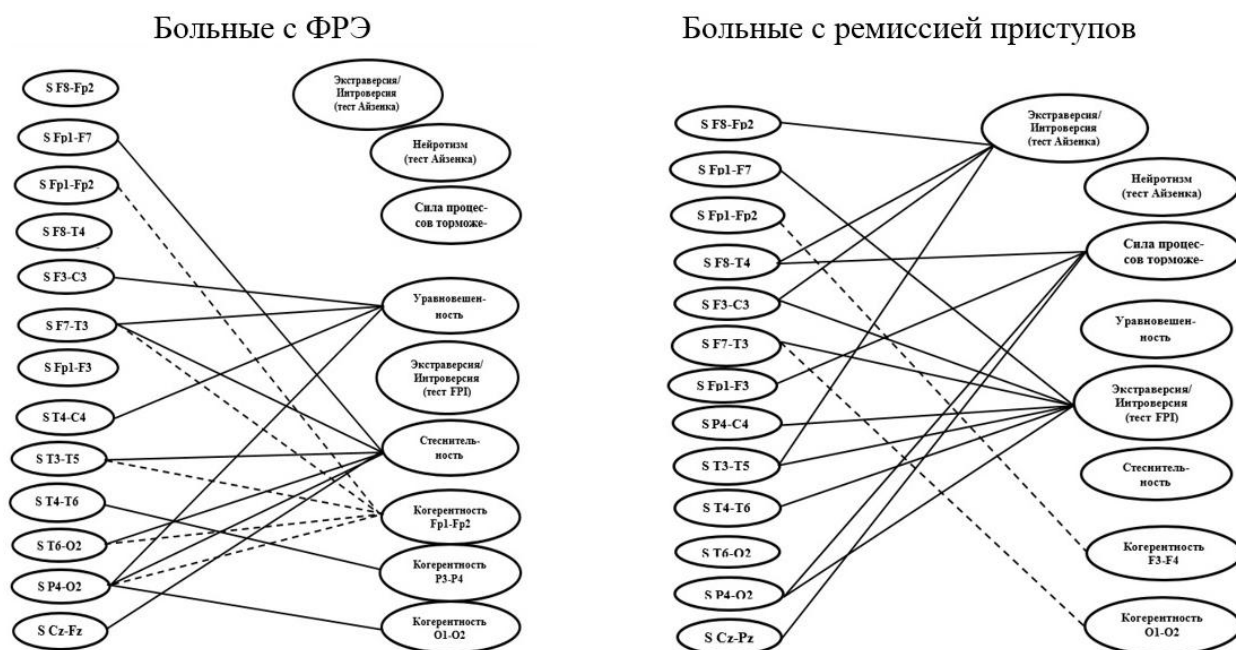 Больные с ФРЭ
S F8-Fp2
S Fp1-F7
S Fp1-Fp2
S F8-T4
S F3-C3
S F7-T3
S Fp1-F3
S T4-C4
S T3-T5
S T4-T6
S T6-O2
S P4-O2
S Cz-Fz
Экстраверсия/
Интроверсия
(тест Айзенка)
Нейротизм
(тест Айзенка)
Сила процес-
сов торможе-
Уравновешен-
ность
Экстраверсия/
Интроверсия
(тест FPI)
Стеснитель-
ность
Когерентность
Fp1-Fp2
Когерентность
P3-P4
Когерентность
O1-O2
Больные с ремиссией приступов
S F8-Fp2
S Fp1-F7
S Fp1-Fp2
S F8-T4
S F3-C3
S F7-T3
S Fp1-F3
S P4-C4
S T3-T5
S T4-T6
S T6-O2
S P4-O2
S Cz-Pz
Экстраверсия/
Интроверсия
(тест Айзенка)
Нейротизм
(тест Айзенка)
Сила процес-
сов торможе-
Уравновешен-
ность
Экстраверсия/
Интроверсия
(тест FPI)
Стеснитель-
ность
Когерентность
F3-F4
Когерентность
O1-O2